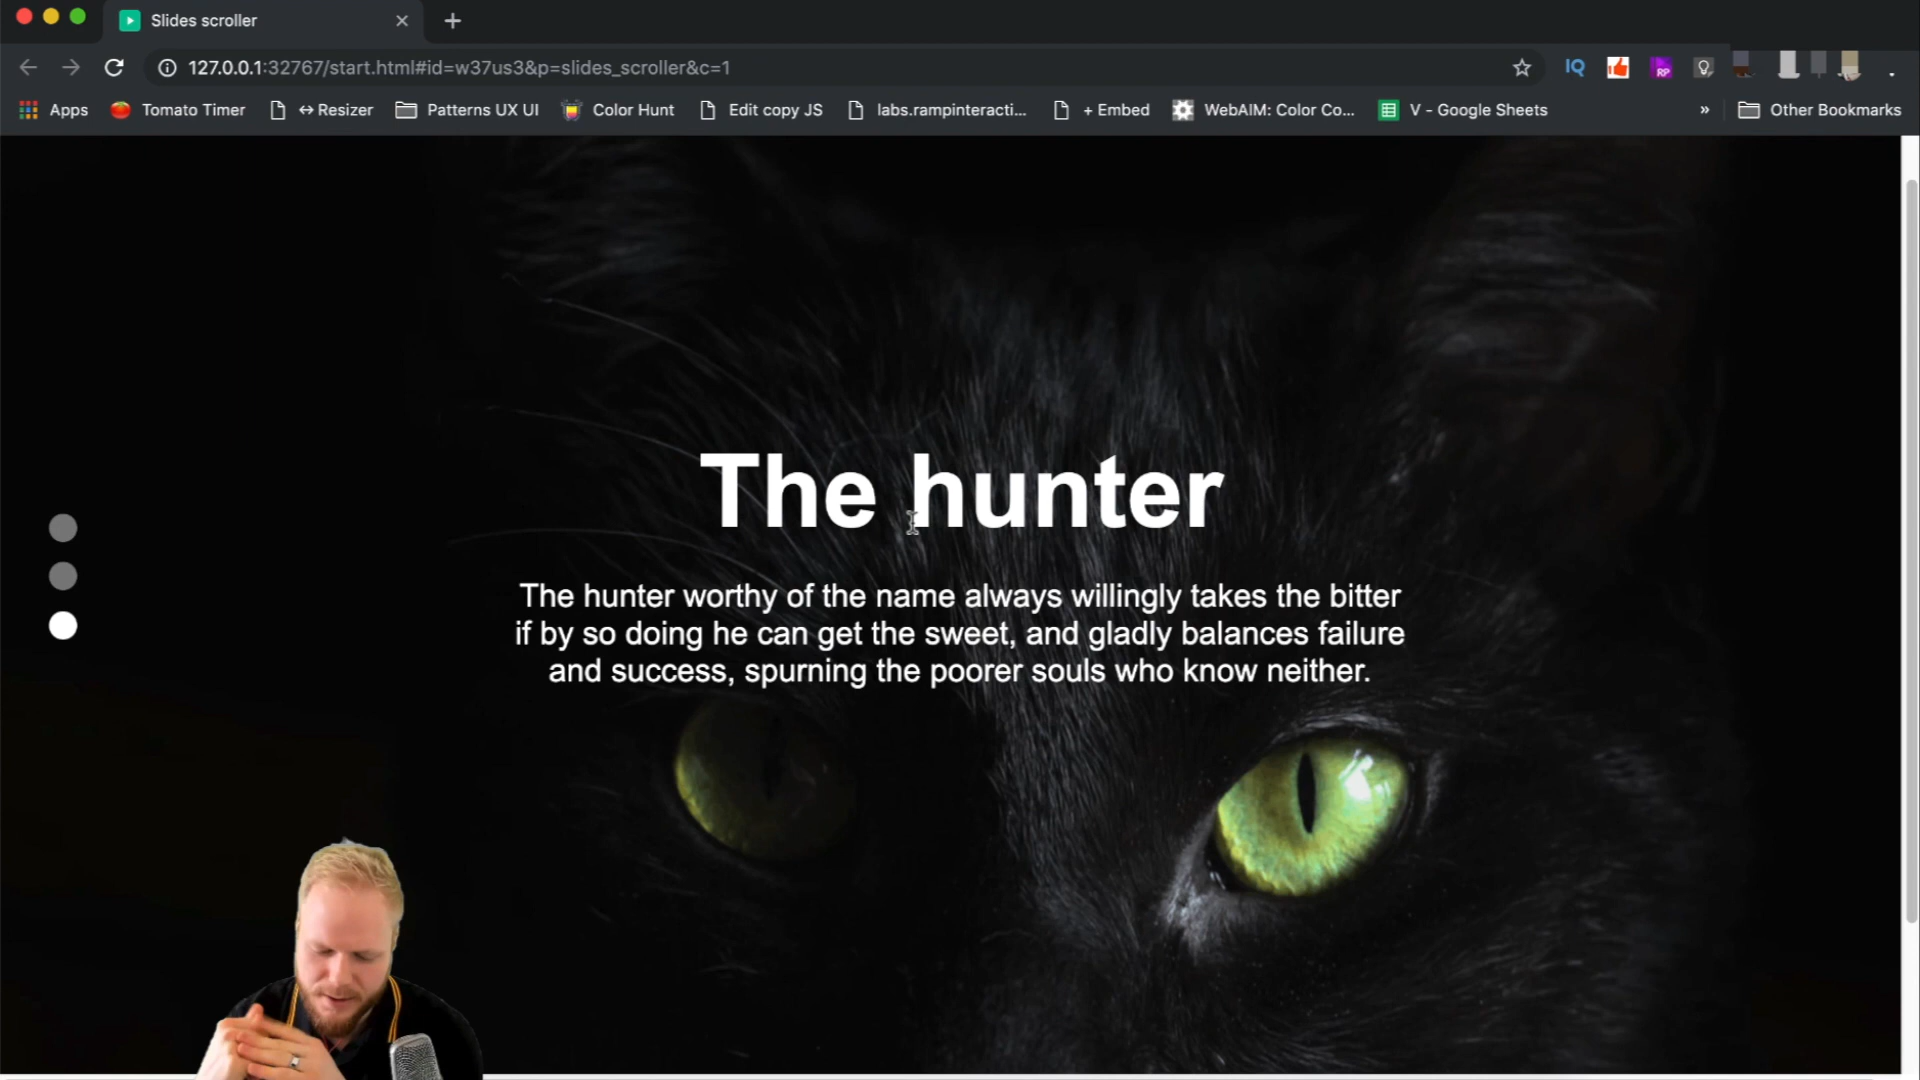 Slides scroller
127.0.0.1:32767/start.html#id=w37us3&p=slides_scroller&c=1
IQ
RP
Apps
Tomato Timer
↔ Resizer
Patterns UX UI
Color Hunt
Edit copy JS
labs.rampinteracti...
+ Embed
WebAIM: Color Co...
V - Google Sheets
»
Other Bookmarks
The hunter
The hunter worthy of the name always willingly takes the bitter
if by so doing he can get the sweet, and gladly balances failure
and success, spurning the poorer souls who know neither.